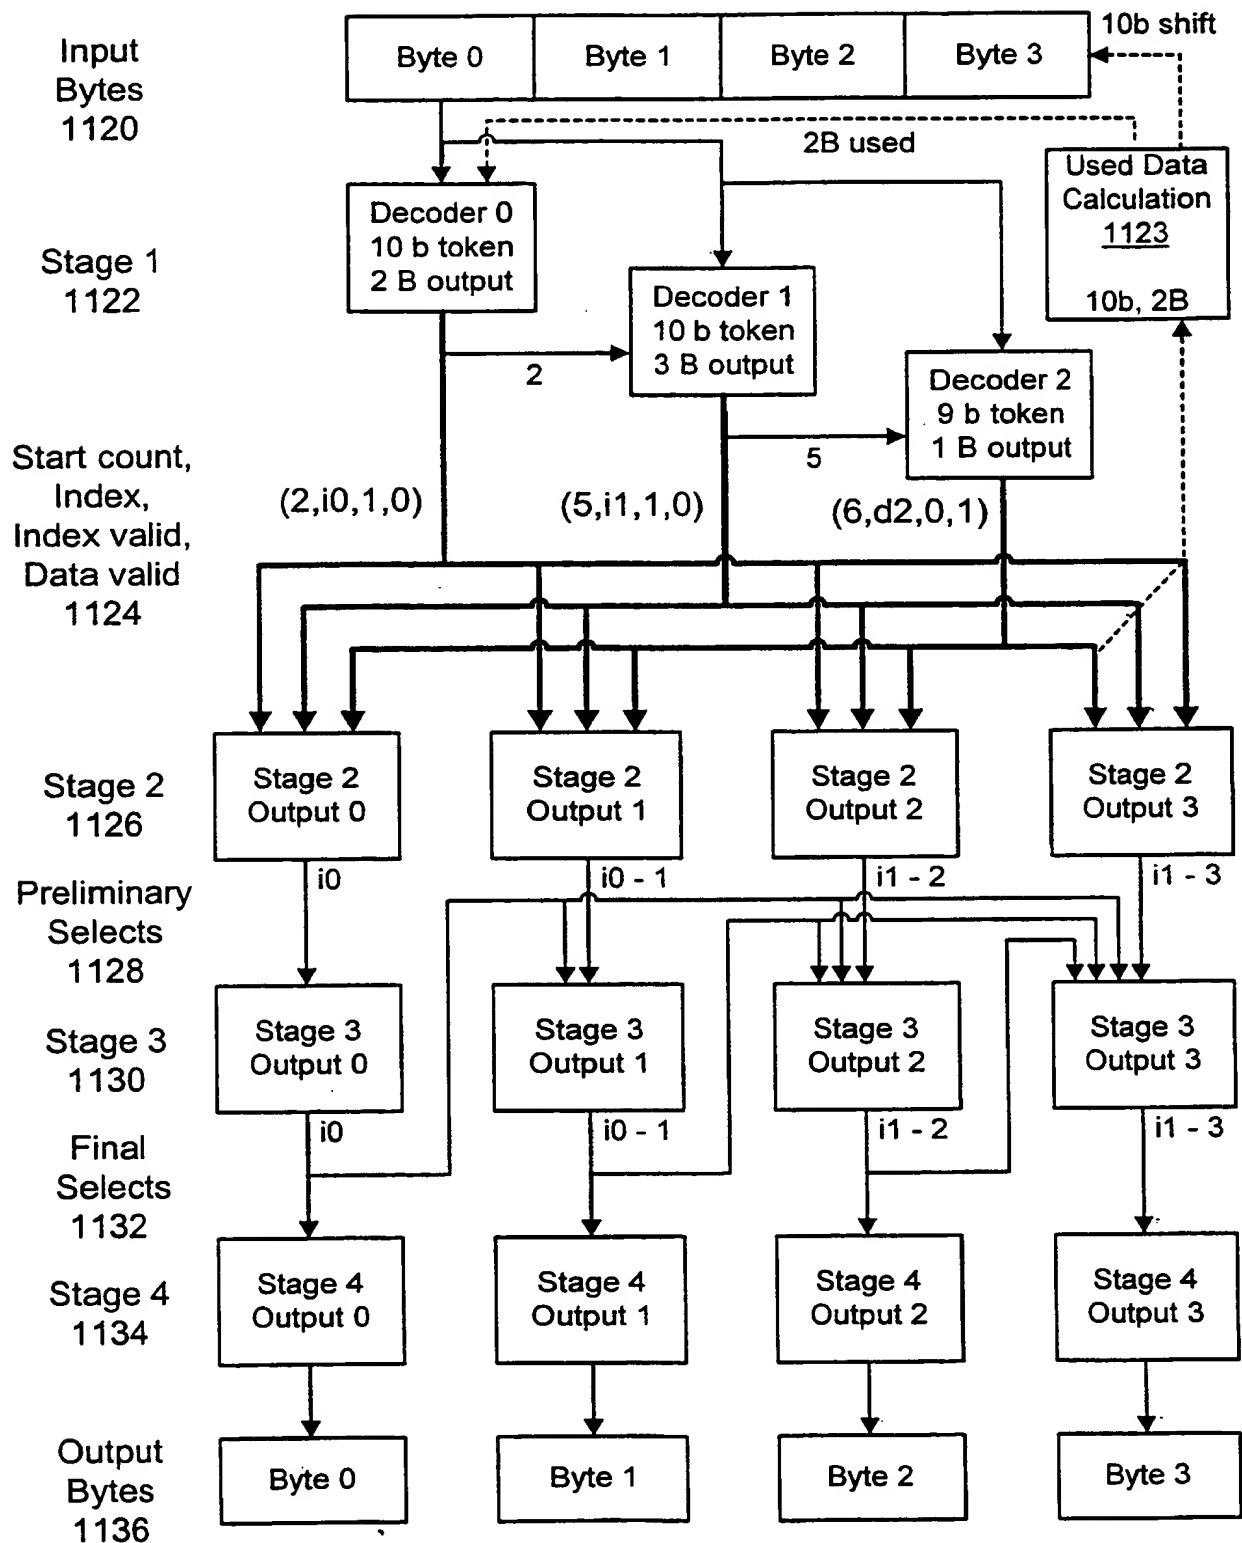 Input
Bytes
1120
Byte 0
Byte 1
Byte 2
Byte 3
10b shift
2B used
Used Data
Calculation
1123
10b, 2B
Stage 1
1122
Decoder 0
10 b token
2 B output
2
Decoder 1
10 b token
3 B output
5
Decoder 2
9 b token
1 B output
Start count,
Index,
Index valid,
Data valid
1124
(2,i0,1,0)
(5,i1,1,0)
(6,d2,0,1)
Stage 2
1126
Stage 2
Output 0
Stage 2
Output 1
Stage 2
Output 2
Stage 2
Output 3
Preliminary
Selects
1128
i0
i0 - 1
i1 - 2
i1 - 3
Stage 3
1130
Stage 3
Output 0
Stage 3
Output 1
Stage 3
Output 2
Stage 3
Output 3
Final
Selects
1132
i0
i0 - 1
i1 - 2
i1 - 3
Stage 4
1134
Stage 4
Output 0
Stage 4
Output 1
Stage 4
Output 2
Stage 4
Output 3
Output
Bytes
1136
Byte 0
Byte 1
Byte 2
Byte 3